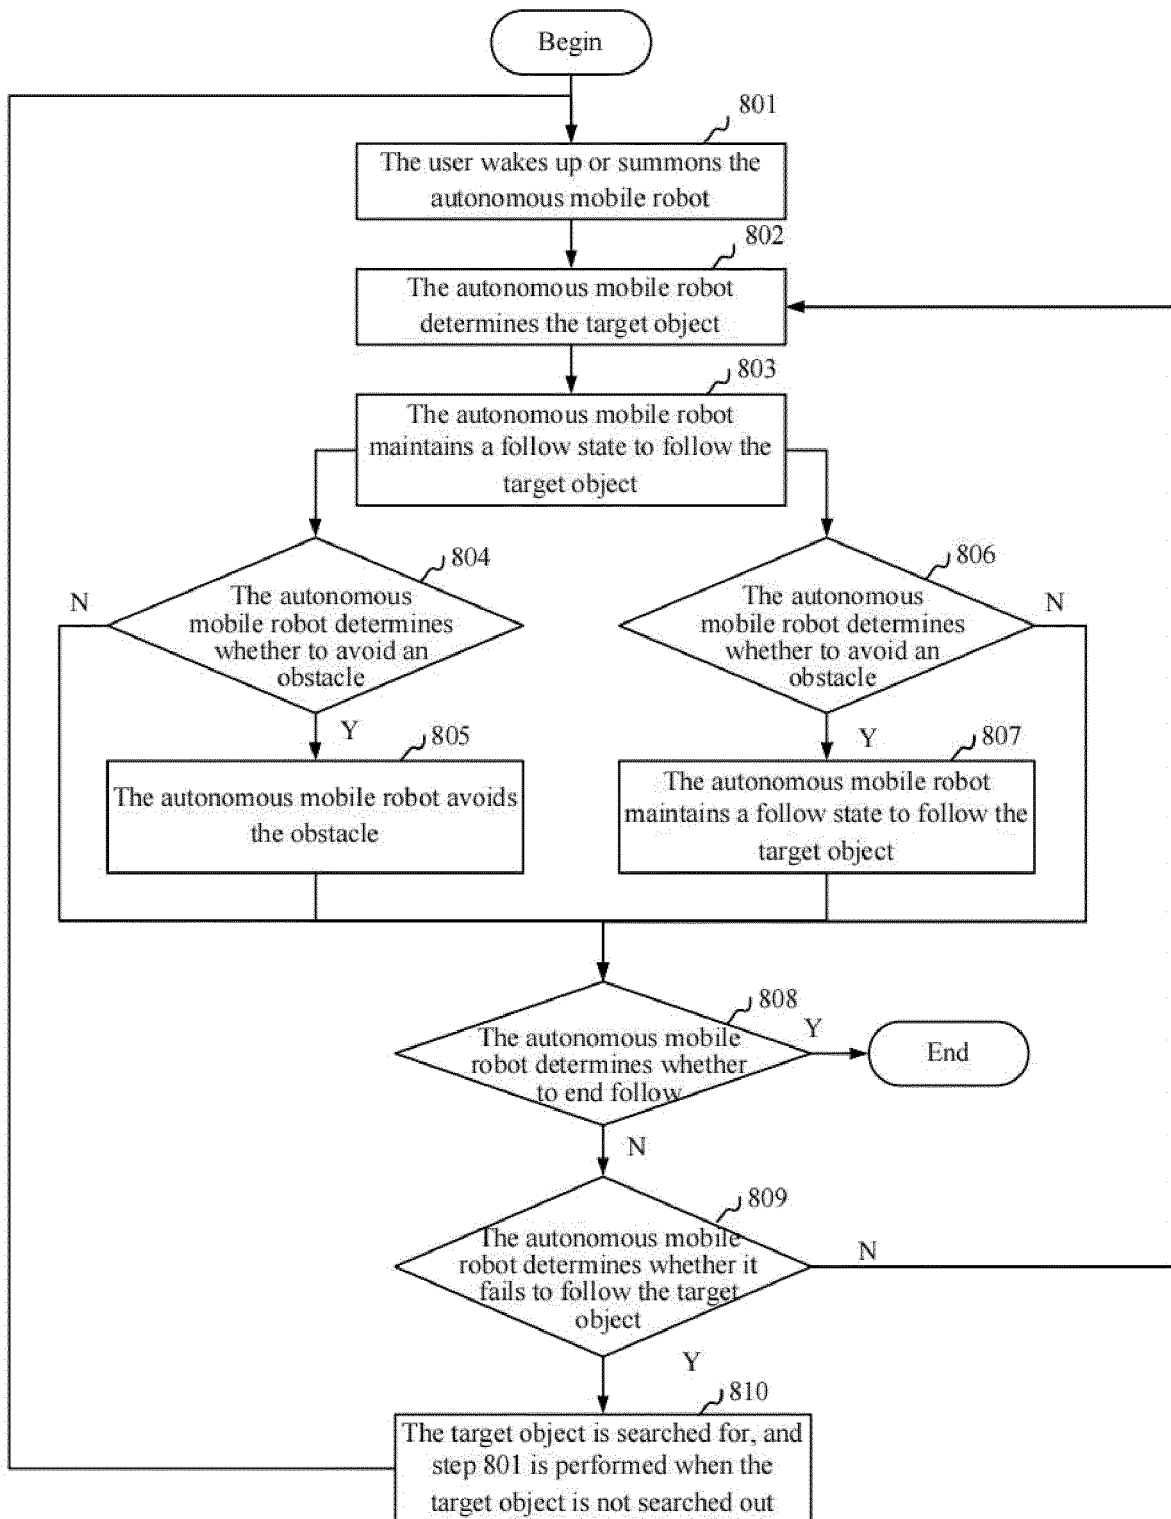 Begin
801
The user wakes up or summons the
autonomous mobile robot
802
The autonomous mobile robot
determines the target object
803
The autonomous mobile robot
maintains a follow state to follow the
target object
804
N
The autonomous
mobile robot determines
whether to avoid an
obstacle
Y
806
N
The autonomous
mobile robot determines
whether to avoid an
obstacle
Y
805
The autonomous mobile robot avoids
the obstacle
807
The autonomous mobile robot
maintains a follow state to follow the
target object
808
The autonomous mobile
robot determines whether
to end follow
Y
End
N
809
The autonomous mobile
robot determines whether it
fails to follow the target
object
N
Y
810
The target object is searched for, and
step 801 is performed when the
target object is not searched out